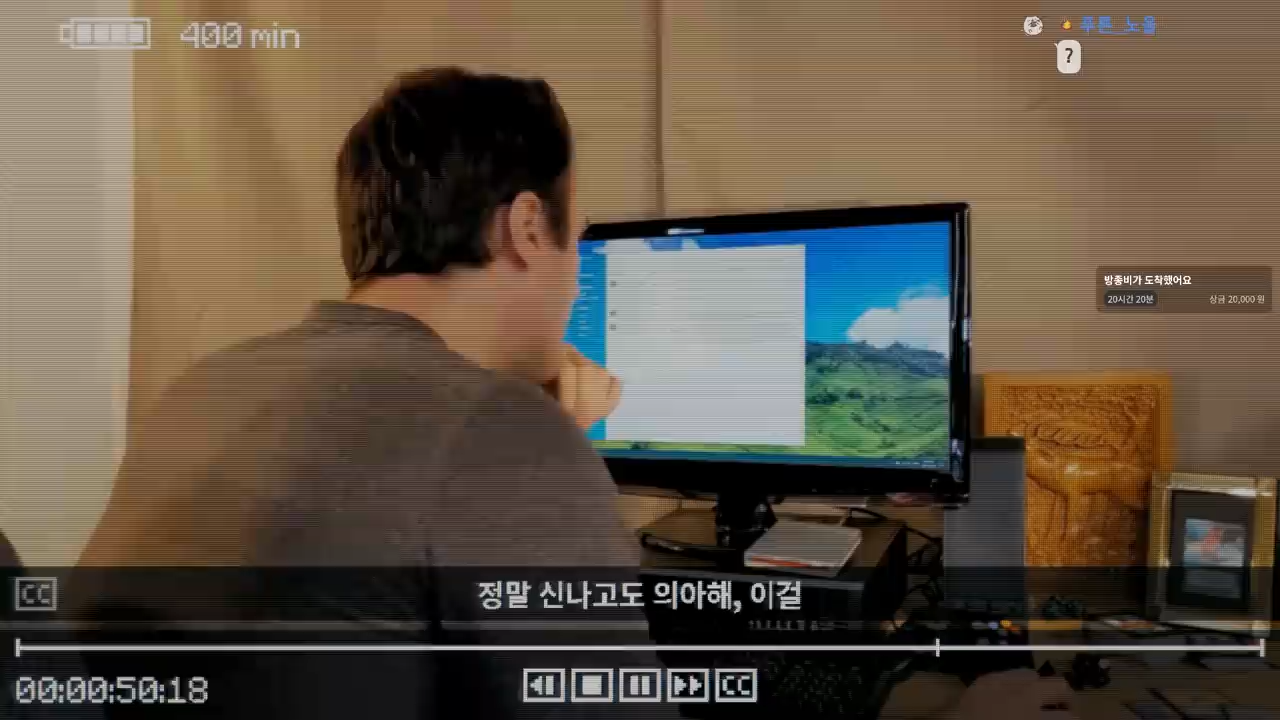 400 min
푸른_노을
?
방종비가 도착했어요
20시간 20분
상금 20,000 원
CC
정말 신나고도 의아해, 이걸
00:00:50:18
CC